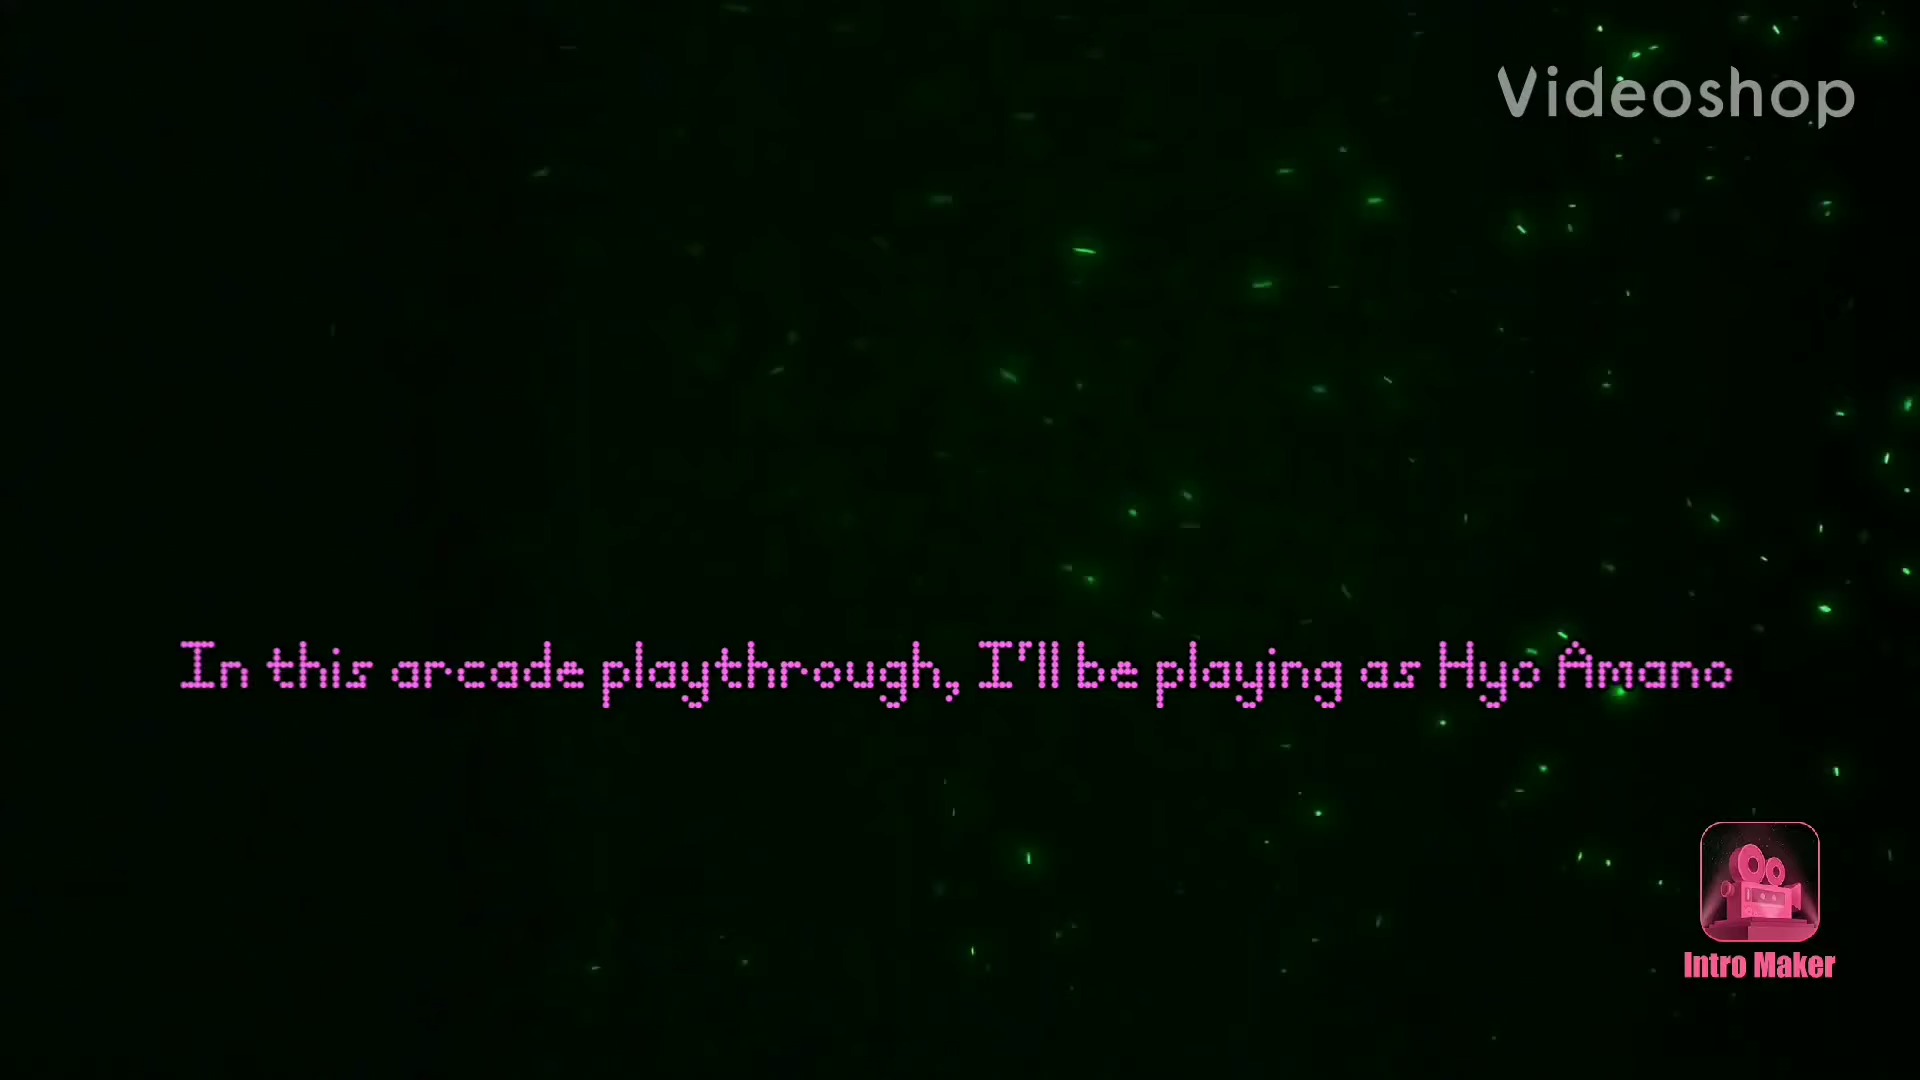 Videoshop
In this arcade playthrough, I'll be playing as Hyo Amano
Intro Maker